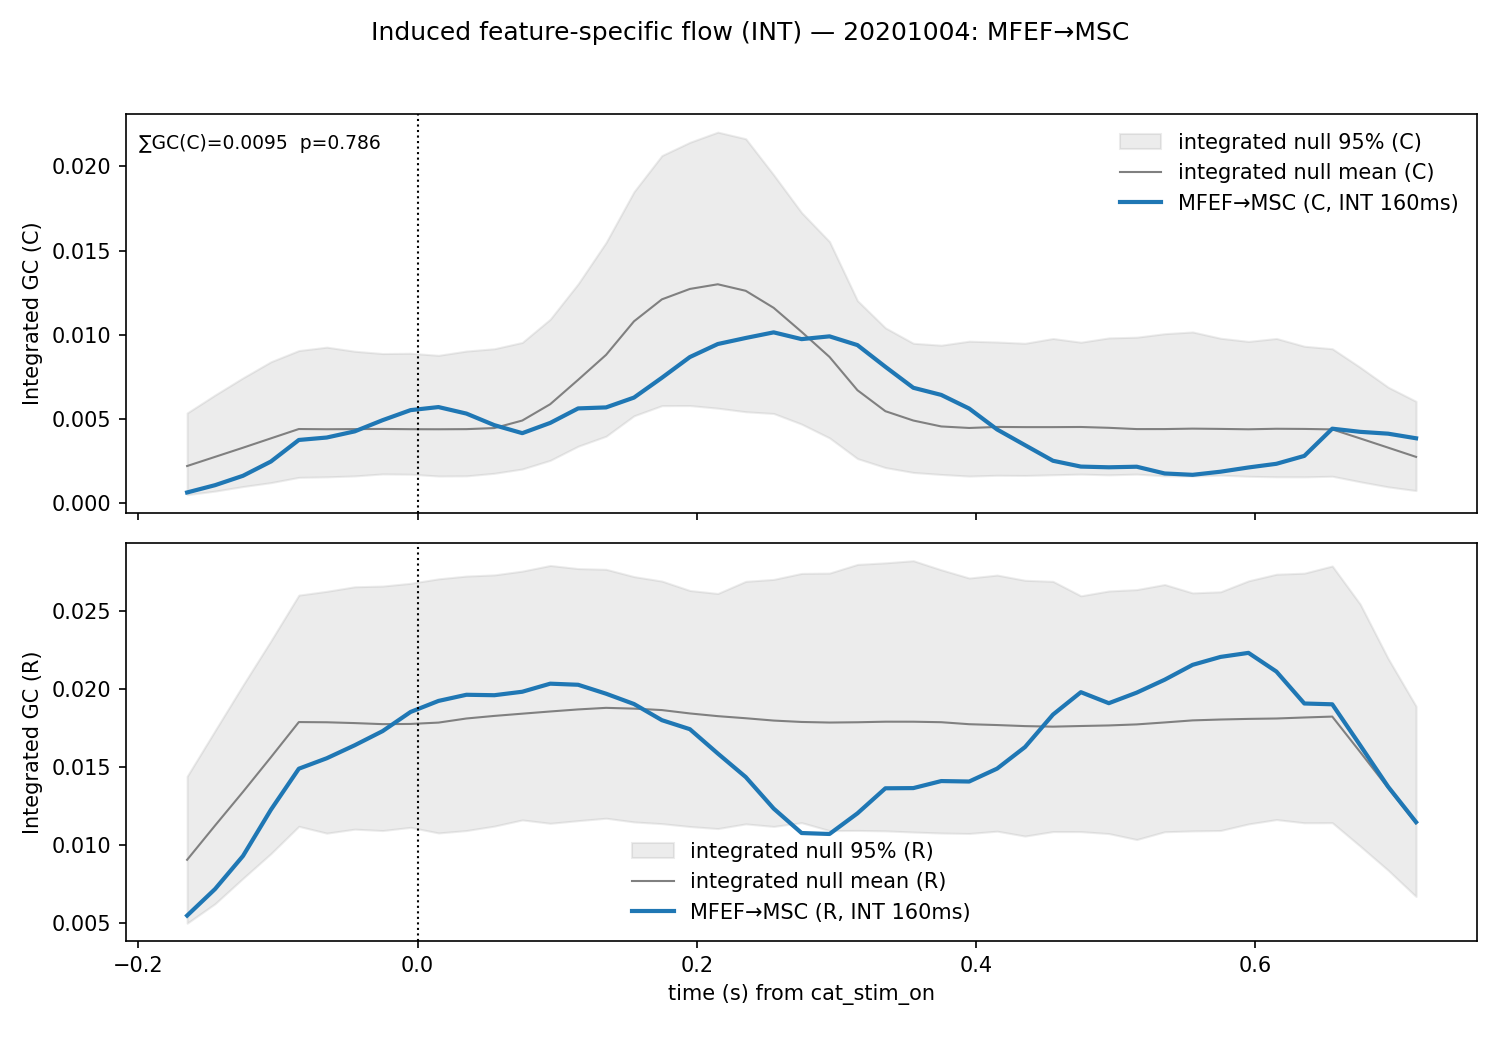 Induced feature-specific flow (INT) — 20201004: MFEF→MSC
∑GC(C)=0.0095  p=0.786
integrated null 95% (C)
integrated null mean (C)
MFEF→MSC (C, INT 160ms)
Integrated GC (C)
0.020
0.015
0.010
0.005
0.000
Integrated GC (R)
0.025
0.020
0.015
0.010
0.005
integrated null 95% (R)
integrated null mean (R)
MFEF→MSC (R, INT 160ms)
−0.2
0.0
0.2
0.4
0.6
time (s) from cat_stim_on